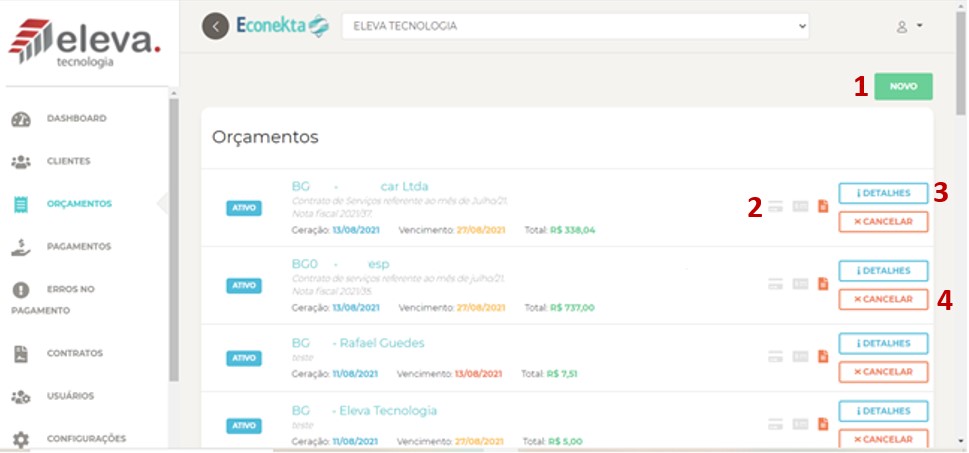 eleva.
tecnologia
Econekta
ELEVA TECNOLOGIA
1
NOVO
DASHBOARD
CLIENTES
ORÇAMENTOS
PAGAMENTOS
ERROS NO
PAGAMENTO
CONTRATOS
USUÁRIOS
CONFIGURAÇÕES
Orçamentos
ATIVO
BG - car Ltda
Contrato de Serviços referente ao mês de Julho/21.
Nota fiscal 2021/37.
Geração: 13/08/2021 Vencimento: 27/08/2021 Total: R$ 338,04
2
i DETALHES
3
× CANCELAR
ATIVO
BG0 - esp
Contrato de serviços referente ao mês de julho/21.
Nota fiscal 2021/35.
Geração: 13/08/2021 Vencimento: 27/08/2021 Total: R$ 737,00
i DETALHES
× CANCELAR
4
ATIVO
BG - Rafael Guedes
teste
Geração: 11/08/2021 Vencimento: 13/08/2021 Total: R$ 7,51
i DETALHES
× CANCELAR
ATIVO
BG - Eleva Tecnologia
teste
Geração: 11/08/2021 Vencimento: 27/08/2021 Total: R$ 5,00
i DETALHES
× CANCELAR